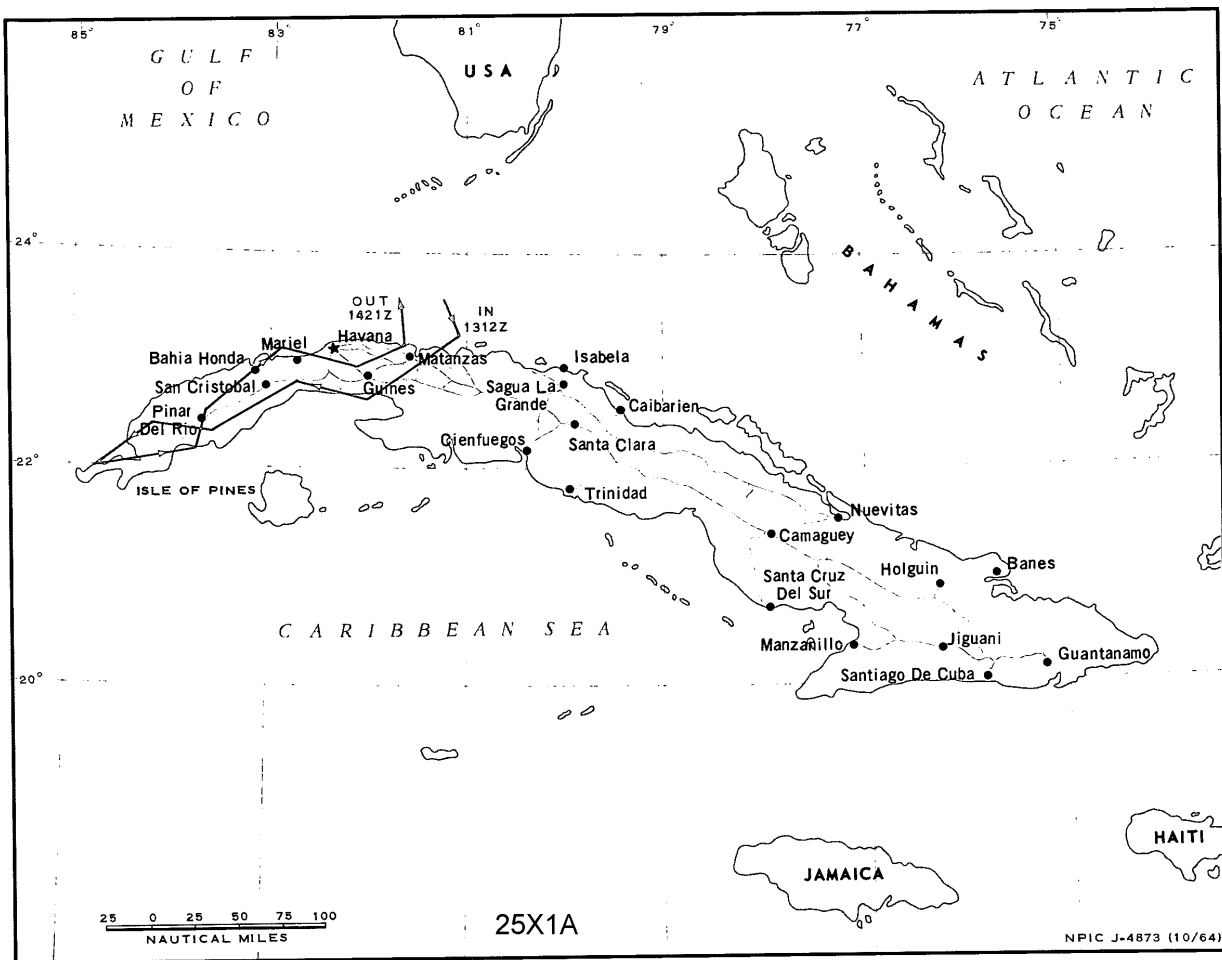 85° 83° 81° 79° 77° 75°
GULF
OF
MEXICO
USA
ATLANTIC
OCEAN
24°
BAHAMAS
OUT
1421Z
IN
1312Z
Havana
Mariel
Bahia Honda
Matanzas
Isabela
San Cristobal
Guines
Sagua La
Grande
Caibarien
Pinar
Del Rio
Cienfuegos
Santa Clara
22°
ISLE OF PINES
Trinidad
Nuevitas
Camaguey
Holguin
Banes
Santa Cruz
Del Sur
CARIBBEAN SEA
Manzanillo
Jiguani
Guantanamo
Santiago De Cuba
20°
HAITI
JAMAICA
25 0 25 50 75 100
NAUTICAL MILES
25X1A
NPIC J-4873 (10/64)